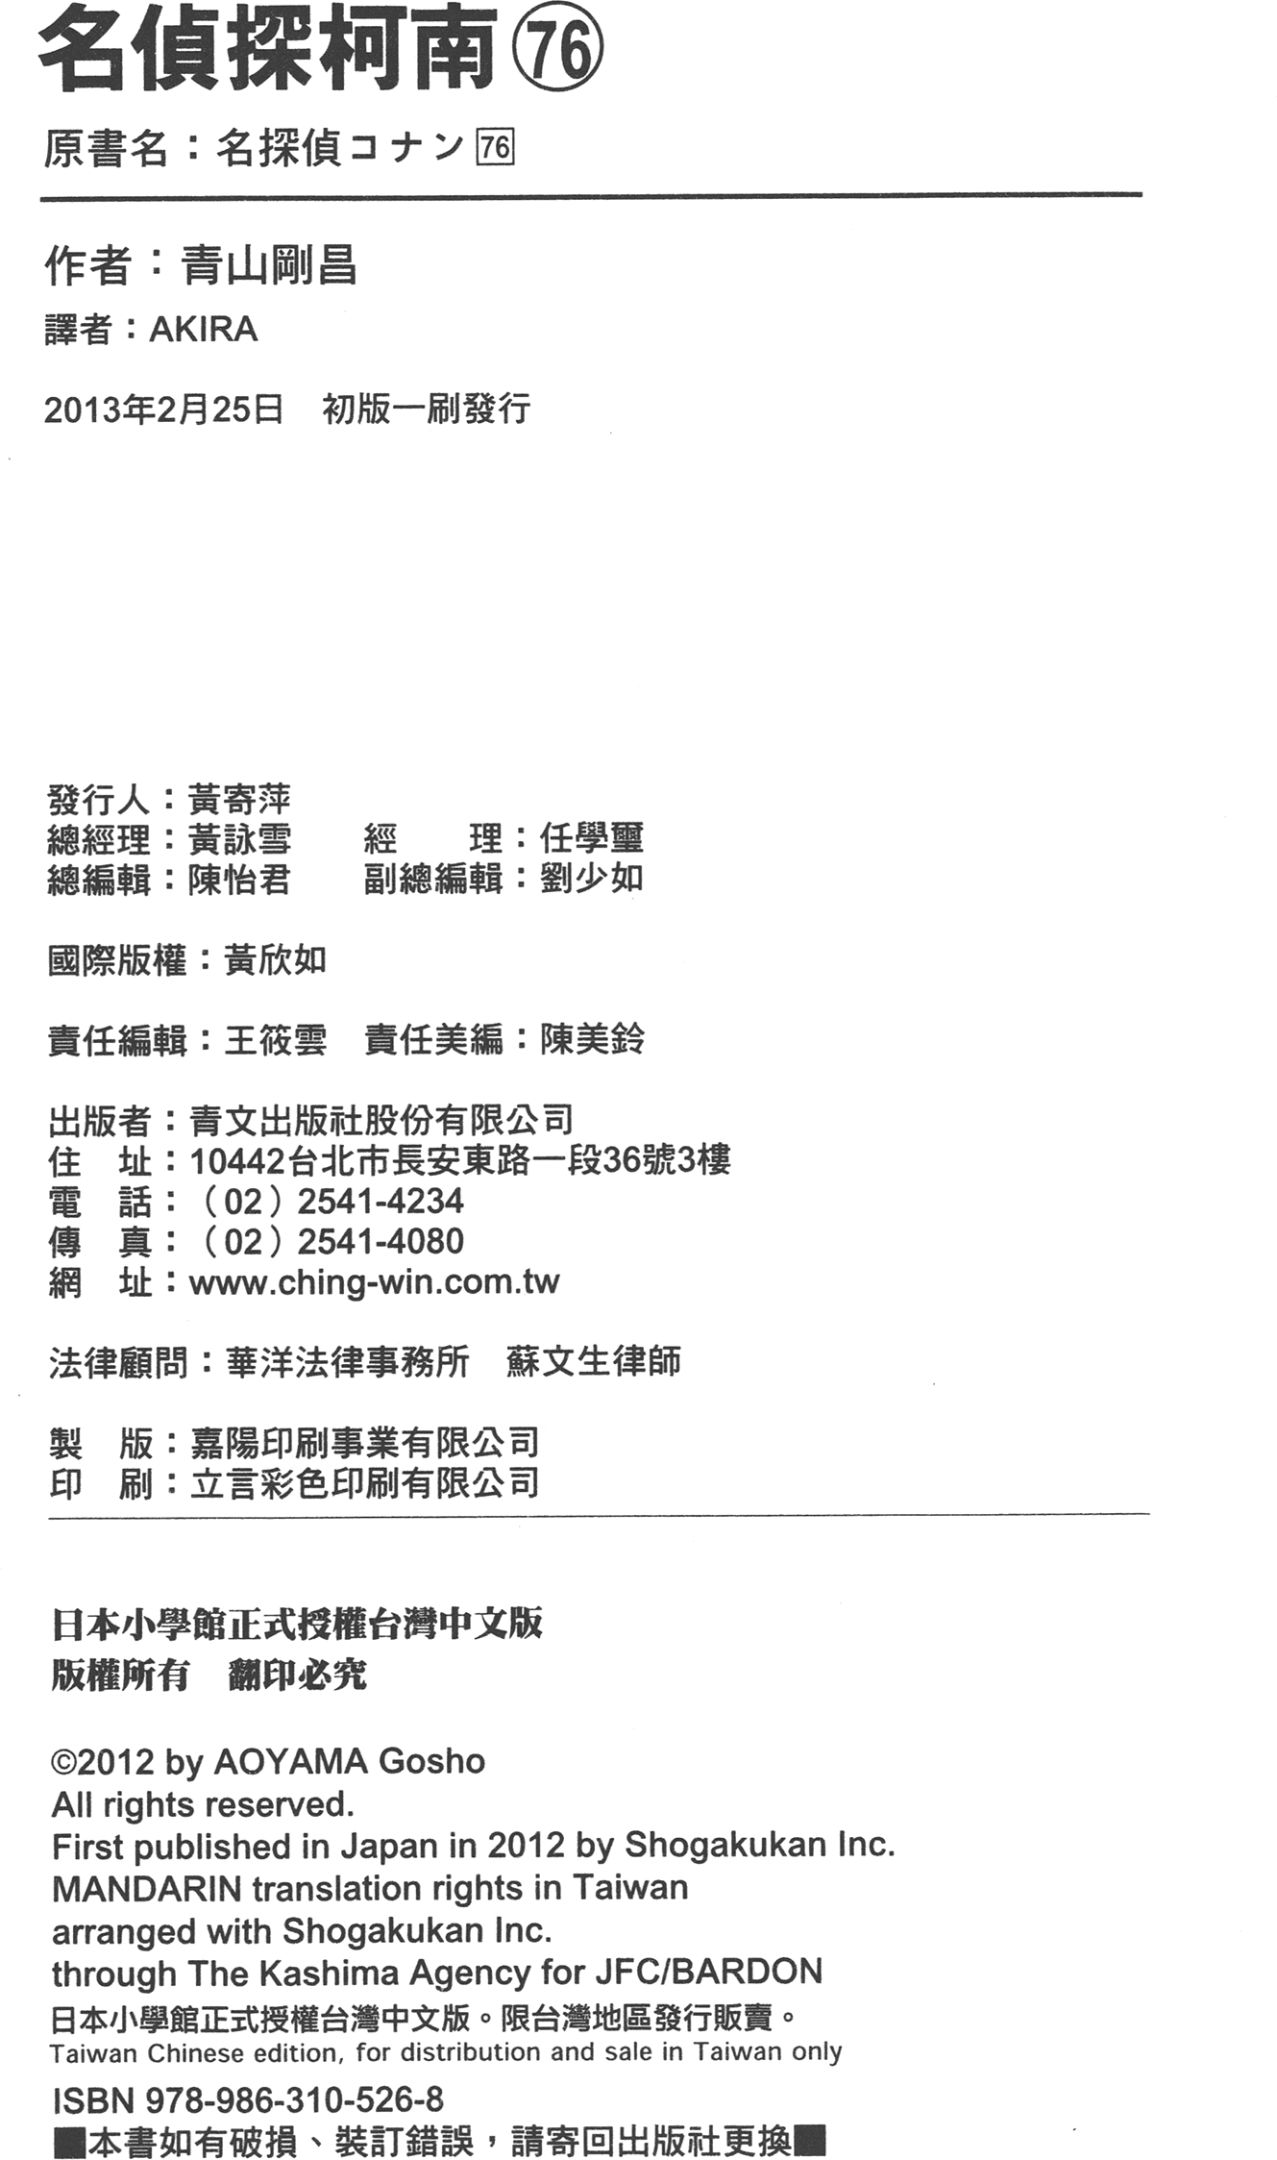 名偵探柯南 76
原書名：名探偵コナン 76
作者：青山剛昌
譯者：AKIRA
2013年2月25日　初版一刷發行
發行人：黃寄萍
總經理：黃詠雪　　經　　理：任學璽
總編輯：陳怡君　　副總編輯：劉少如
國際版權：黃欣如
責任編輯：王筱雲　責任美編：陳美鈴
出版者：青文出版社股份有限公司
住　址：10442台北市長安東路一段36號3樓
電　話：（02）2541-4234
傳　真：（02）2541-4080
網　址：www.ching-win.com.tw
法律顧問：華洋法律事務所　蘇文生律師
製　版：嘉陽印刷事業有限公司
印　刷：立言彩色印刷有限公司
日本小學館正式授權台灣中文版
版權所有　翻印必究
©2012 by AOYAMA Gosho
All rights reserved.
First published in Japan in 2012 by Shogakukan Inc.
MANDARIN translation rights in Taiwan
arranged with Shogakukan Inc.
through The Kashima Agency for JFC/BARDON
日本小學館正式授權台灣中文版。限台灣地區發行販賣。
Taiwan Chinese edition, for distribution and sale in Taiwan only
ISBN 978-986-310-526-8
■本書如有破損、裝訂錯誤，請寄回出版社更換■